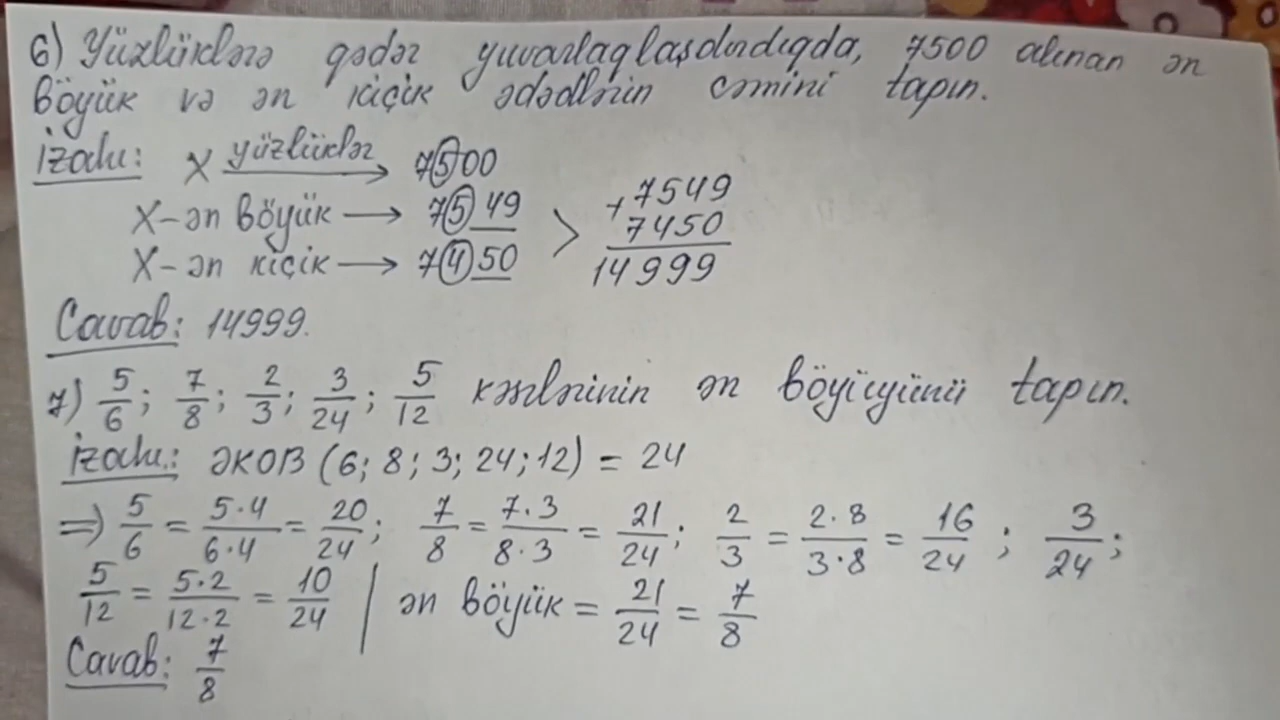 6) Yüzlüklərə qədər yuvarlaqlaşdırdıqda, 7500 alınan ən
böyük və ən kiçik ədədlərin cəmini tapın.
İzahı: X yüzlüklər → 7500
X-ən böyük → 7549 > +7549
X-ən kiçik → 7450 7450
14999
Cavab: 14999.
7) 5/6; 7/8; 2/3; 3/24; 5/12 kəsrlərinin ən böyüyünü tapın.
İzahı: ƏKOB (6; 8; 3; 24; 12) = 24
⇒) 5/6 = 5·4/6·4 = 20/24; 7/8 = 7·3/8·3 = 21/24; 2/3 = 2·8/3·8 = 16/24; 3/24;
5/12 = 5·2/12·2 = 10/24 | ən böyük = 21/24 = 7/8
Cavab: 7/8